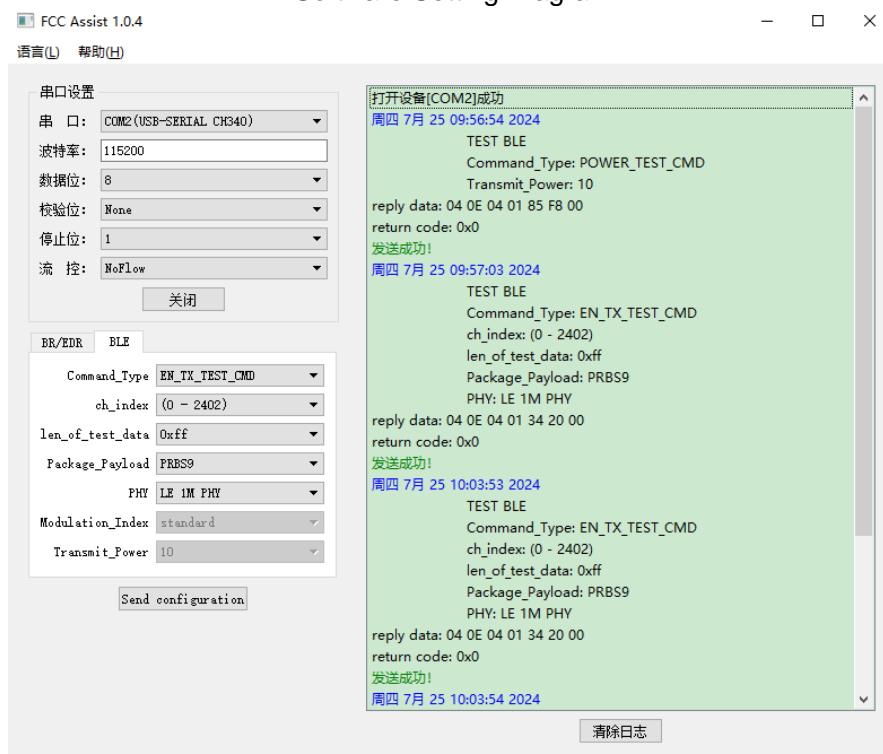 FCC Assist 1.0.4
语言(L) 帮助(H)
串口设置
串 口: COM2(USB-SERIAL CH340)
波特率: 115200
数据位: 8
校验位: None
停止位: 1
流 控: NoFlow
关闭
BR/EDR BLE
Command_Type EN_TX_TEST_CMD
ch_index (0 - 2402)
len_of_test_data 0xff
Package_Payload PRBS9
PHY LE 1M PHY
Modulation_Index standard
Transmit_Power 10
Send configuration
打开设备[COM2]成功
周四 7月 25 09:56:54 2024
TEST BLE
Command_Type: POWER_TEST_CMD
Transmit_Power: 10
reply data: 04 0E 04 01 85 F8 00
return code: 0x0
发送成功!
周四 7月 25 09:57:03 2024
TEST BLE
Command_Type: EN_TX_TEST_CMD
ch_index: (0 - 2402)
len_of_test_data: 0xff
Package_Payload: PRBS9
PHY: LE 1M PHY
reply data: 04 0E 04 01 34 20 00
return code: 0x0
发送成功!
周四 7月 25 10:03:53 2024
TEST BLE
Command_Type: EN_TX_TEST_CMD
ch_index: (0 - 2402)
len_of_test_data: 0xff
Package_Payload: PRBS9
PHY: LE 1M PHY
reply data: 04 0E 04 01 34 20 00
return code: 0x0
发送成功!
周四 7月 25 10:03:54 2024
清除日志